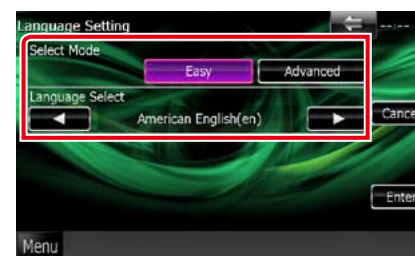 Language Setting
--:--
Select Mode
Easy
Advanced
Language Select
American English(en)
Cance
Enter
Menu